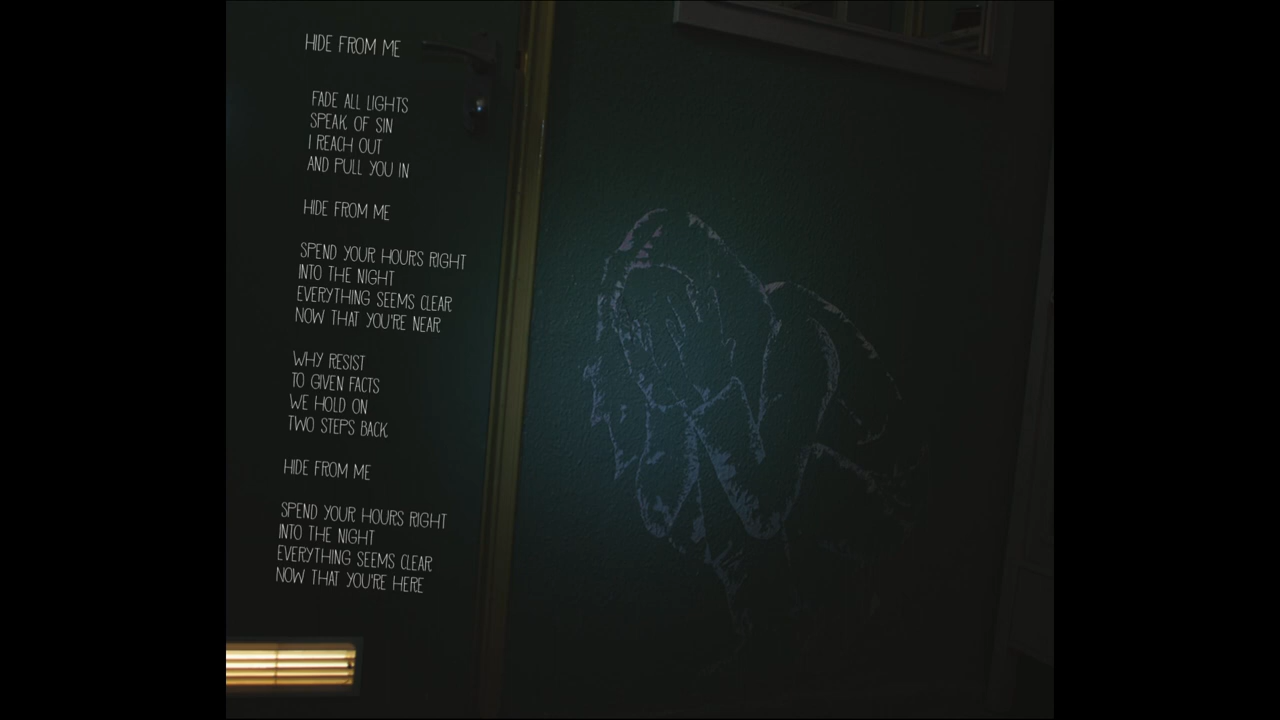 HIDE FROM ME
FADE ALL LIGHTS
SPEAK OF SIN
I REACH OUT
AND PULL YOU IN
HIDE FROM ME
SPEND YOUR HOURS RIGHT
INTO THE NIGHT
EVERYTHING SEEMS CLEAR
NOW THAT YOU'RE NEAR
WHY RESIST
TO GIVEN FACTS
WE HOLD ON
TWO STEPS BACK
HIDE FROM ME
SPEND YOUR HOURS RIGHT
INTO THE NIGHT
EVERYTHING SEEMS CLEAR
NOW THAT YOU'RE HERE